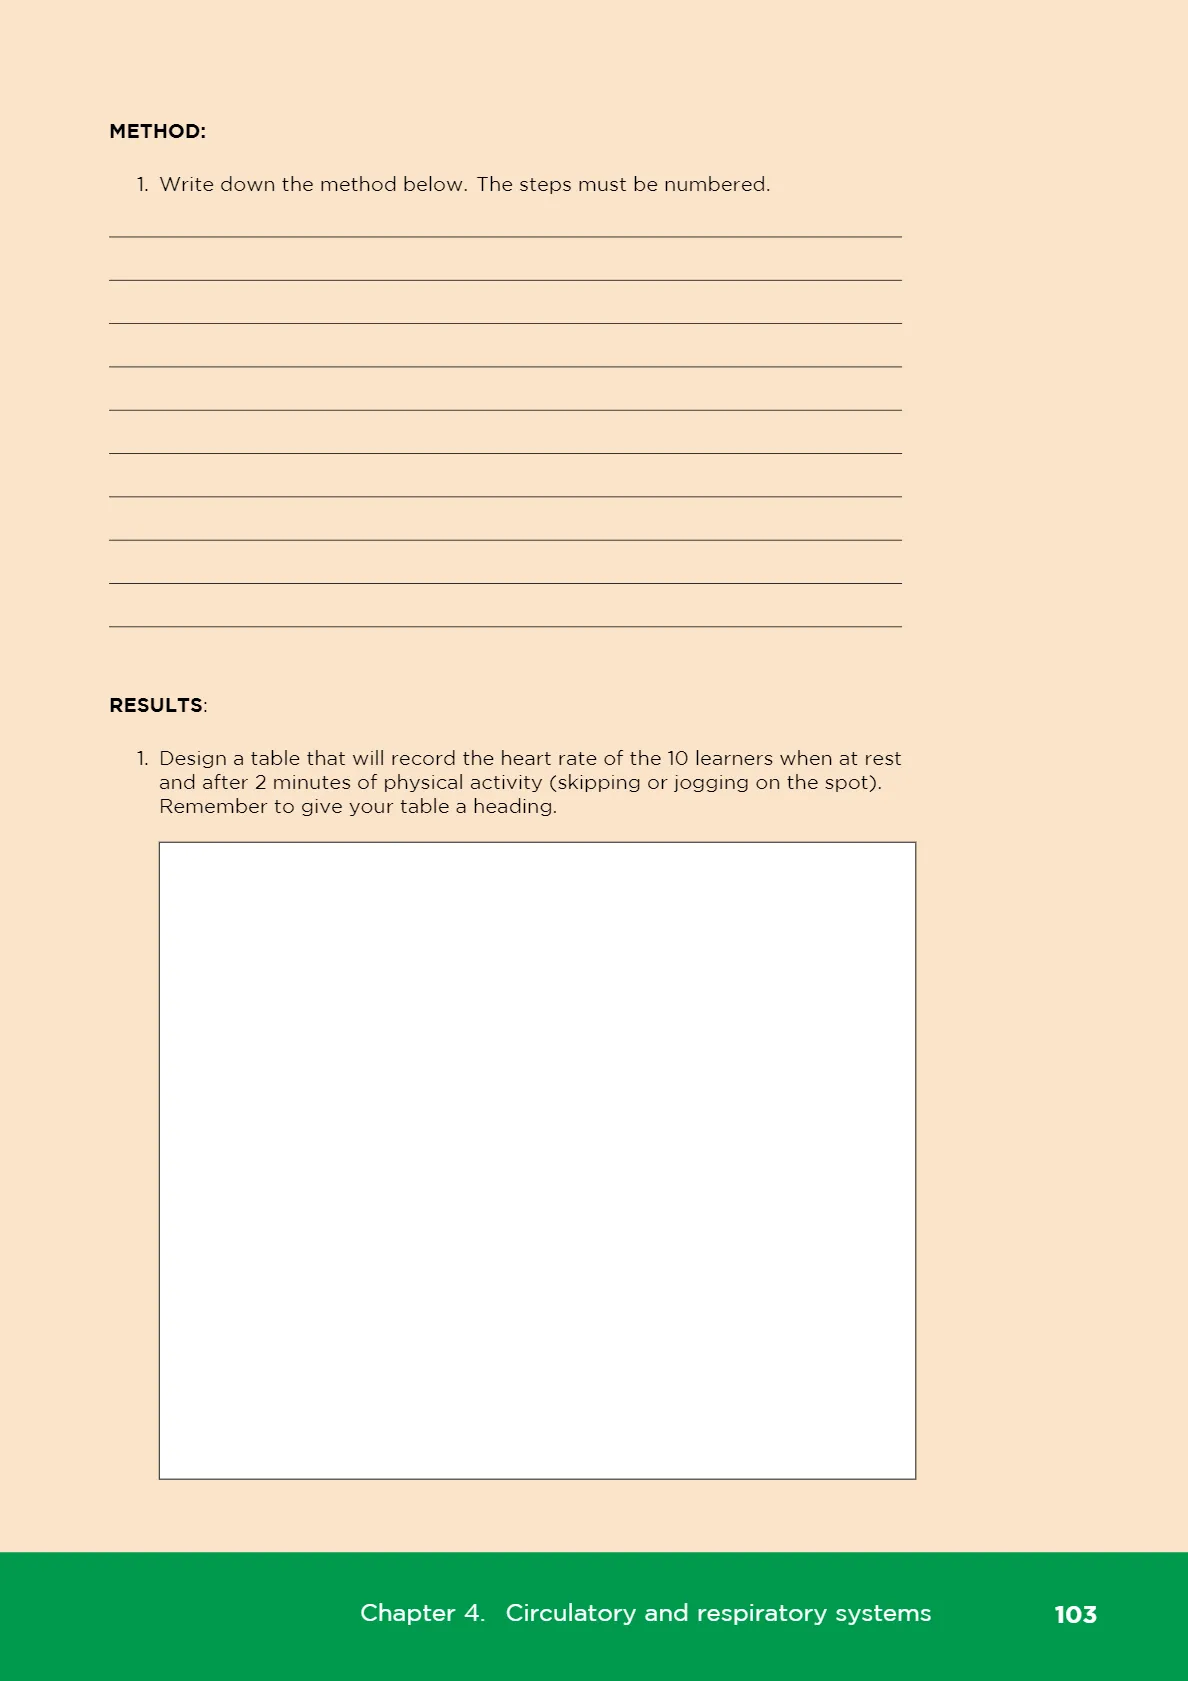 METHOD:
1. Write down the method below. The steps must be numbered.
RESULTS:
1. Design a table that will record the heart rate of the 10 learners when at rest
and after 2 minutes of physical activity (skipping or jogging on the spot).
Remember to give your table a heading.
Chapter 4. Circulatory and respiratory systems 103